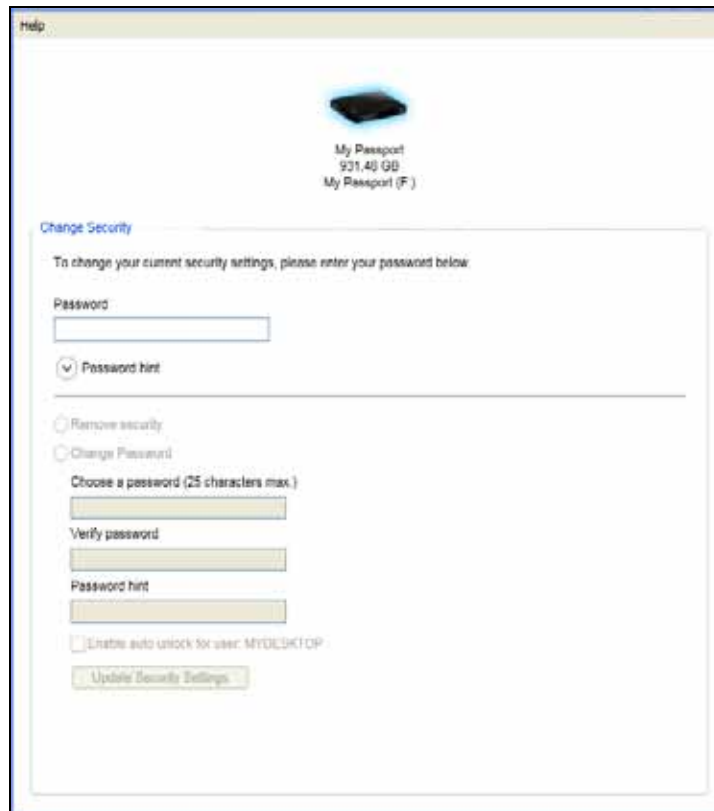 Help
My Passport
931.48 GB
My Passport (F:)
Change Security
To change your current security settings, please enter your password below.
Password
Password hint
Remove security
Change Password
Choose a password (25 characters max.)
Verify password
Password hint
Enable auto unlock for user: MYDESKTOP
Update Security Settings